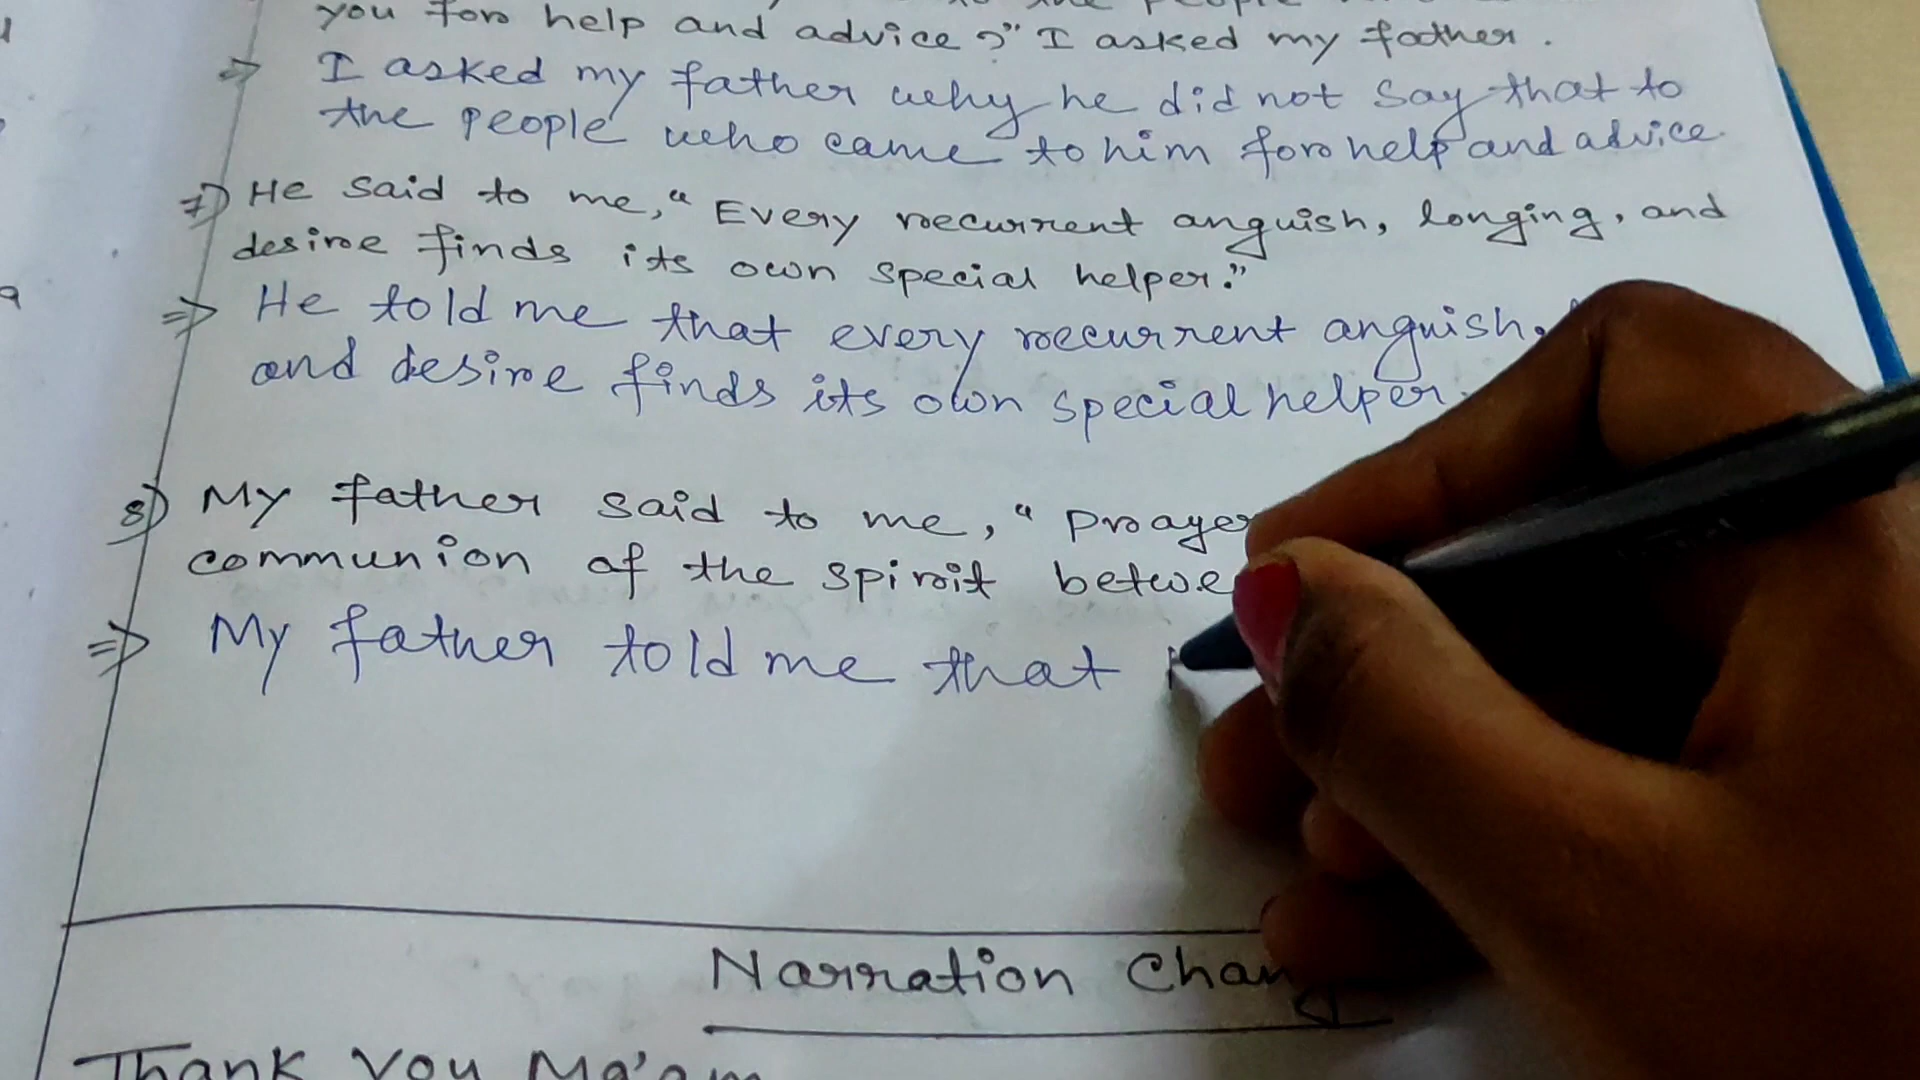 you for help and advice?" I asked my father.
⇒ I asked my father why he did not say that to
the people who came to him for help and advice.
7) He said to me, "Every recurrent anguish, longing, and
desire finds its own special helper."
⇒ He told me that every recurrent anguish,
and desire finds its own special helper.
8) My father said to me, "Prayer
communion of the spirit
⇒ My father told me that
Narration
Thank You Ma'am